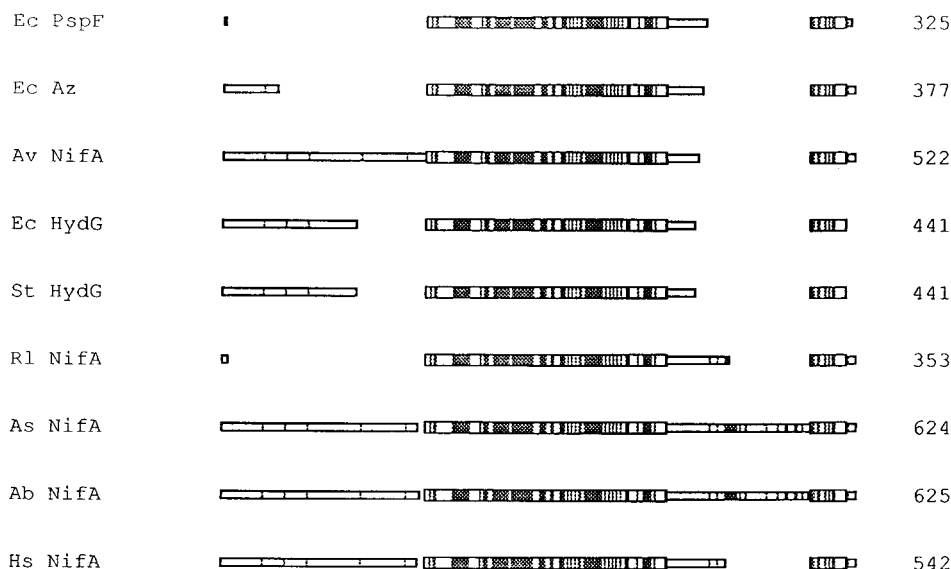 Ec PspF 325
Ec Az 377
Av NifA 522
Ec HydG 441
St HydG 441
Rl NifA 353
As NifA 624
Ab NifA 625
Hs NifA 542